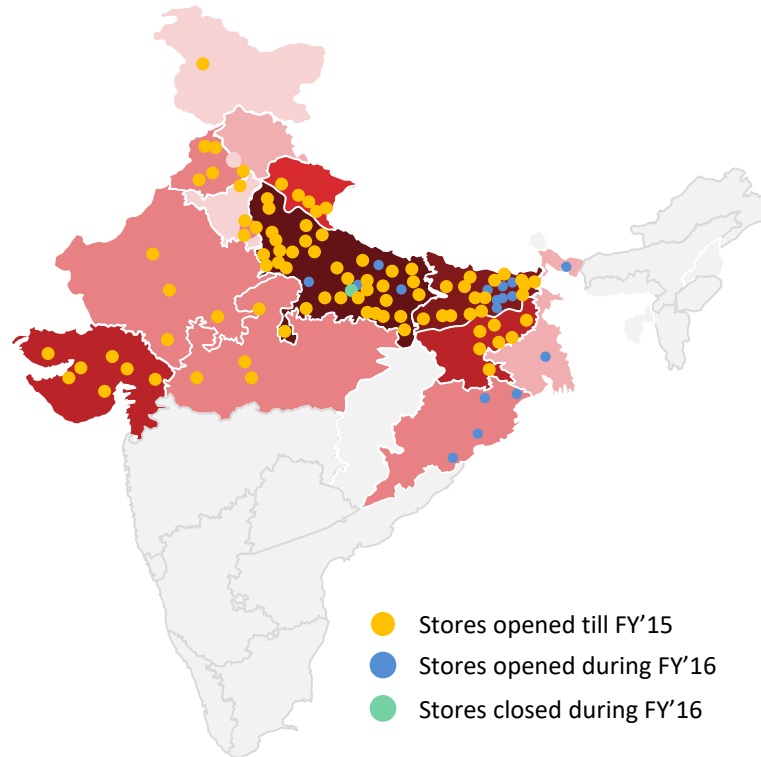 Stores opened till FY’15
Stores opened during FY’16
Stores closed during FY’16